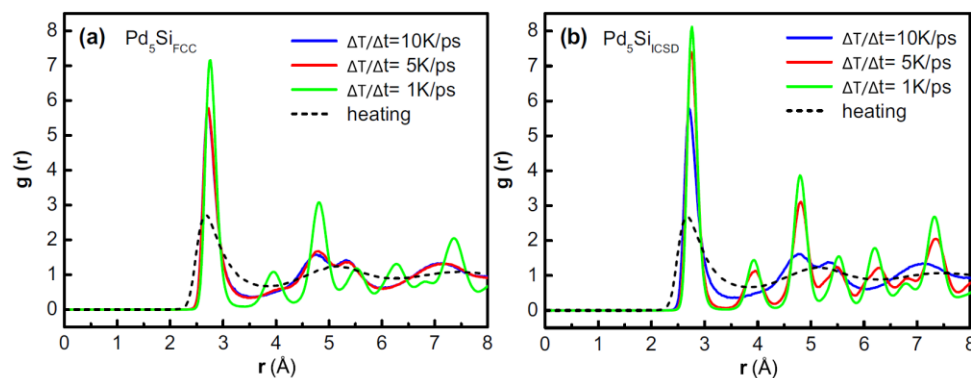 (a) Pd₅Si_FCC
ΔT/Δt=10K/ps
ΔT/Δt= 5K/ps
ΔT/Δt= 1K/ps
heating
g (r)
8
7
6
5
4
3
2
1
0
0 1 2 3 4 5 6 7 8
r (Å)
(b) Pd₅Si_ICSD
ΔT/Δt=10K/ps
ΔT/Δt= 5K/ps
ΔT/Δt= 1K/ps
heating
g (r)
8
7
6
5
4
3
2
1
0
0 1 2 3 4 5 6 7 8
r (Å)